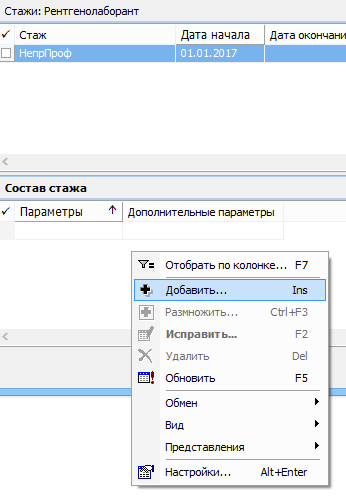 Стажи: Рентгенолаборант
Стаж Дата начала Дата окончани
НепрПроф 01.01.2017
Состав стажа
Параметры Дополнительные параметры
Отобрать по колонке... F7
Добавить... Ins
Размножить... Ctrl+F3
Исправить... F2
Удалить Del
Обновить F5
Обмен
Вид
Представления
Настройки... Alt+Enter